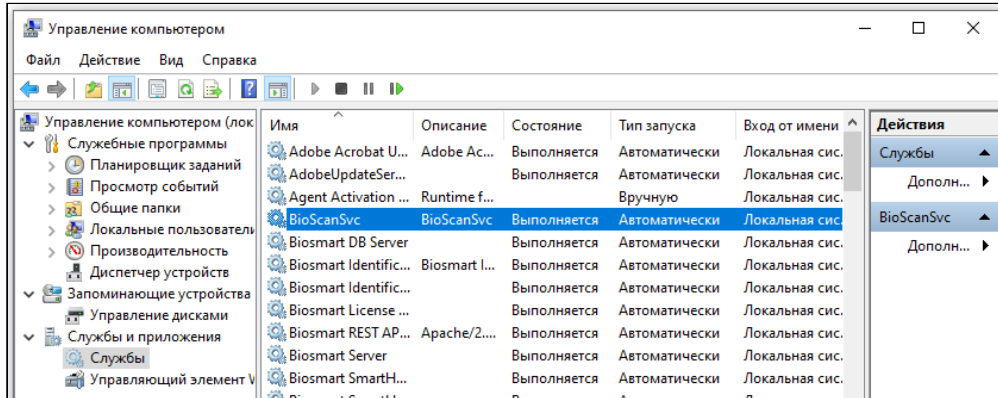 Управление компьютером
Файл Действие Вид Справка
Управление компьютером (лок
Служебные программы
Планировщик заданий
Просмотр событий
Общие папки
Локальные пользователи
Производительность
Диспетчер устройств
Запоминающие устройства
Управление дисками
Службы и приложения
Службы
Управляющий элемент W
Имя Описание Состояние Тип запуска Вход от имени
Adobe Acrobat U... Adobe Ac... Выполняется Автоматически Локальная сис.
AdobeUpdateSer... Выполняется Автоматически Локальная сис.
Agent Activation ... Runtime f... Вручную Локальная сис.
BioScanSvc BioScanSvc Выполняется Автоматически Локальная сис.
Biosmart DB Server Выполняется Автоматически Локальная сис.
Biosmart Identific... Biosmart I... Выполняется Автоматически Локальная сис.
Biosmart Identific... Выполняется Автоматически Локальная сис.
Biosmart License ... Выполняется Автоматически Локальная сис.
Biosmart REST AP... Apache/2.... Выполняется Автоматически Локальная сис.
Biosmart Server Выполняется Автоматически Локальная сис.
Biosmart SmartH... Выполняется Автоматически Локальная сис.
Действия
Службы
Дополн...
BioScanSvc
Дополн...